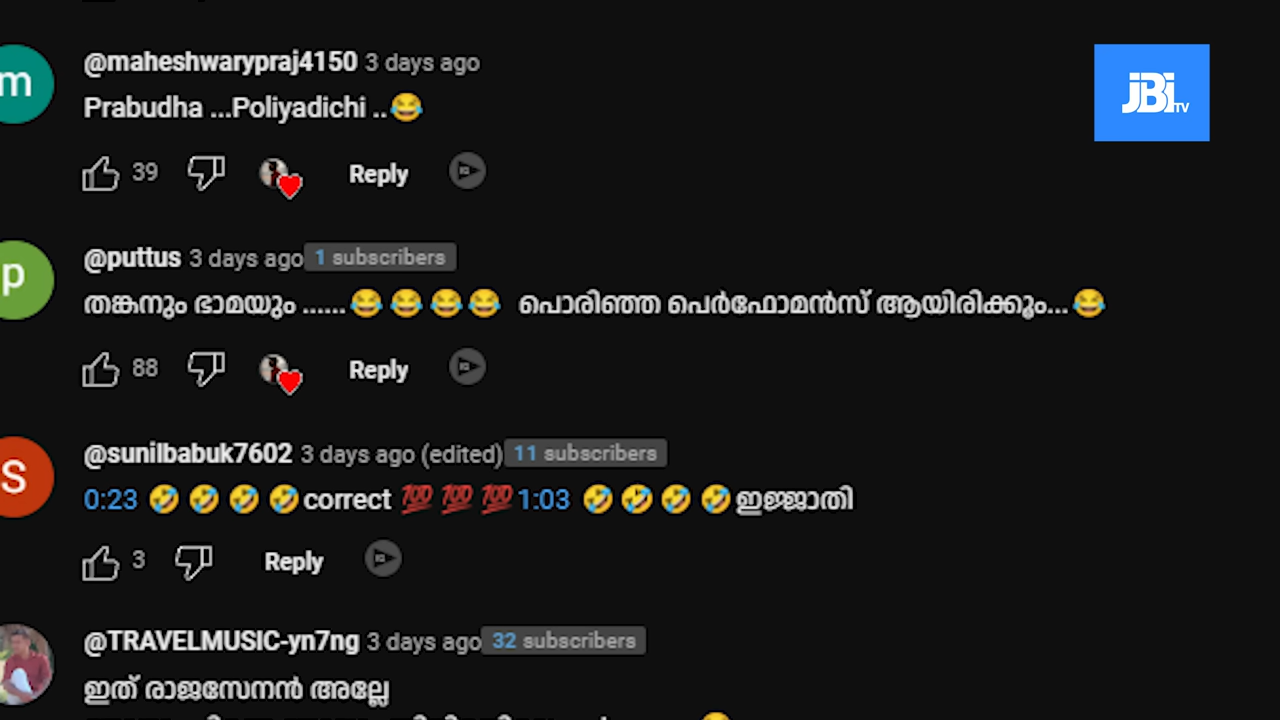 @maheshwarypraj4150 3 days ago
JBi TV
m
Prabudha ...Poliyadichi ..😂
39 Reply
@puttus 3 days ago 1 subscribers
p
തങ്കനും ഭാമയും ......😂 😂 😂 😂 പൊരിഞ്ഞ പെർഫോമൻസ് ആയിരിക്കൂം...😂
88 Reply
@sunilbabuk7602 3 days ago (edited) 11 subscribers
S
0:23 🤣 🤣 🤣 🤣correct 💯 💯 💯1:03 🤣 🤣 🤣 🤣ഇജ്ജാതി
3 Reply
@TRAVELMUSIC-yn7ng 3 days ago 32 subscribers
ഇത് രാജസേനൻ അല്ലേ